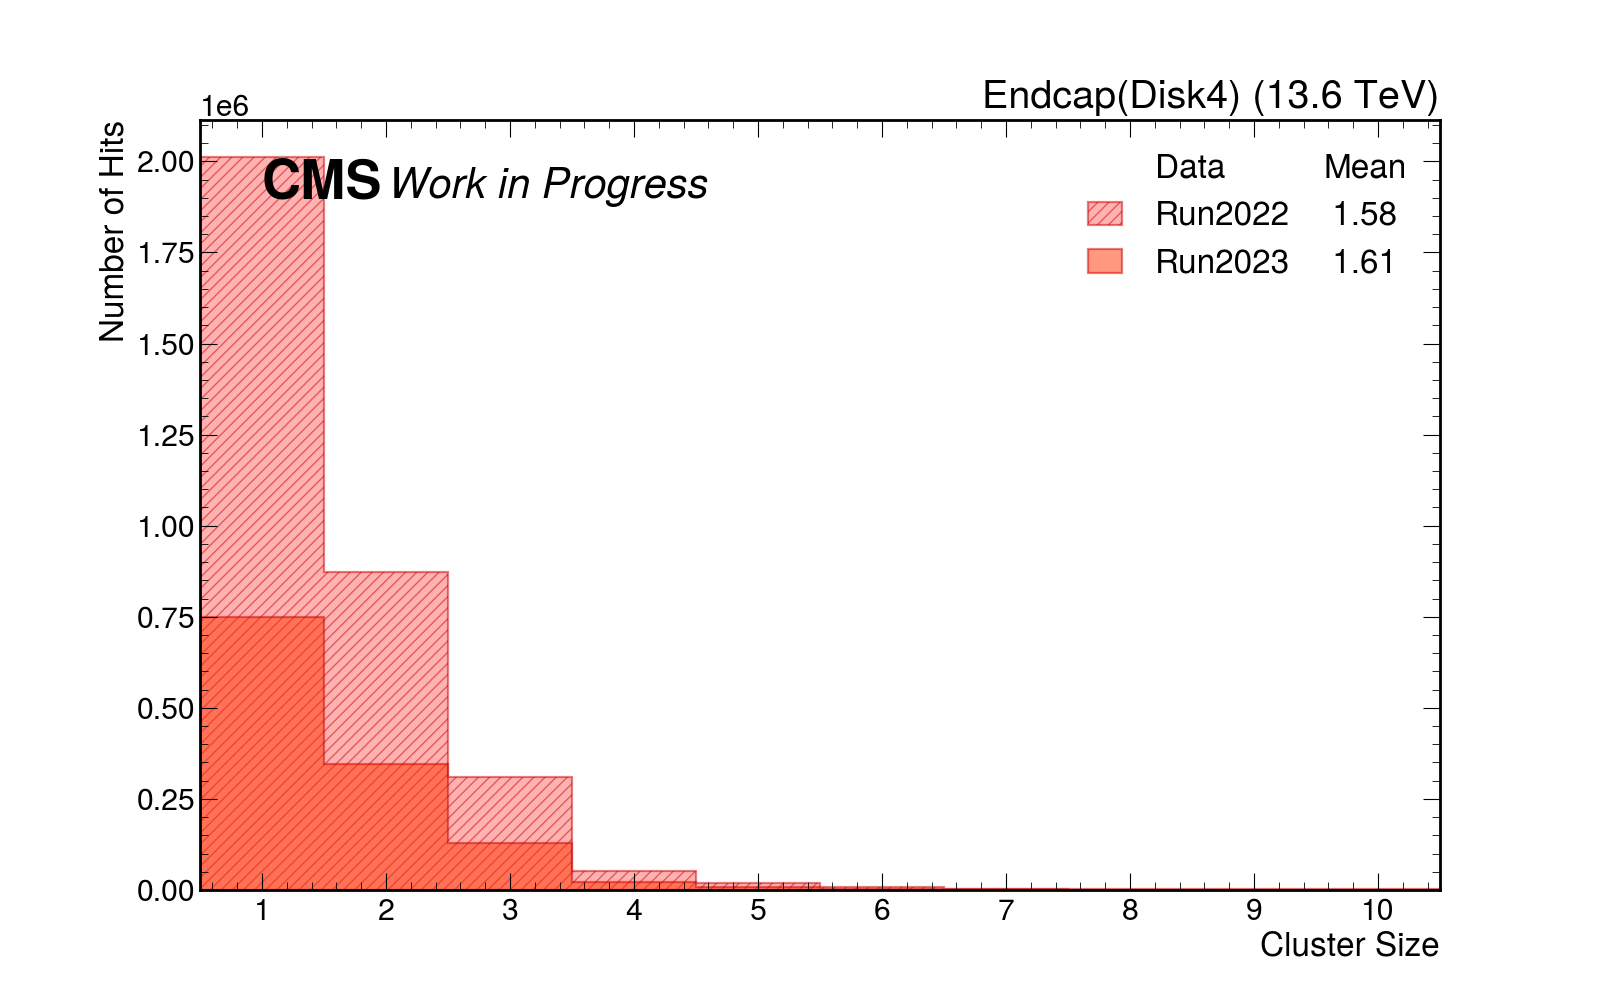 Endcap(Disk4) (13.6 TeV)
1e6
CMS Work in Progress
Data Mean
Run2022 1.58
Run2023 1.61
Number of Hits
2.00
1.75
1.50
1.25
1.00
0.75
0.50
0.25
0.00
1 2 3 4 5 6 7 8 9 10
Cluster Size